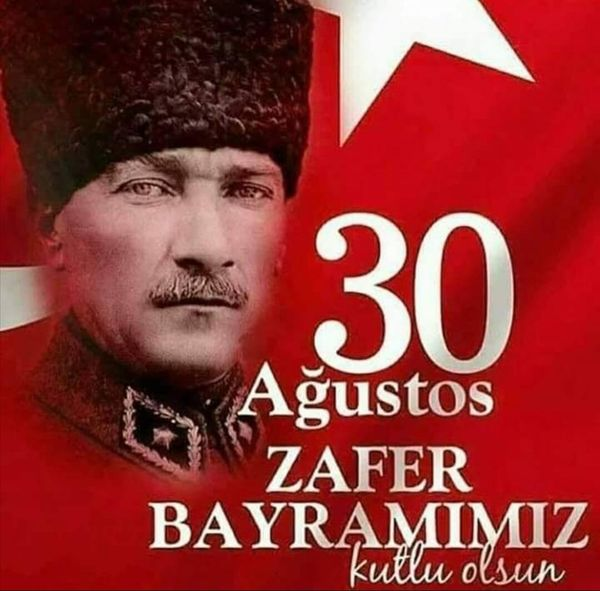 30
Ağustos
ZAFER
BAYRAMIMIZ
kutlu olsun